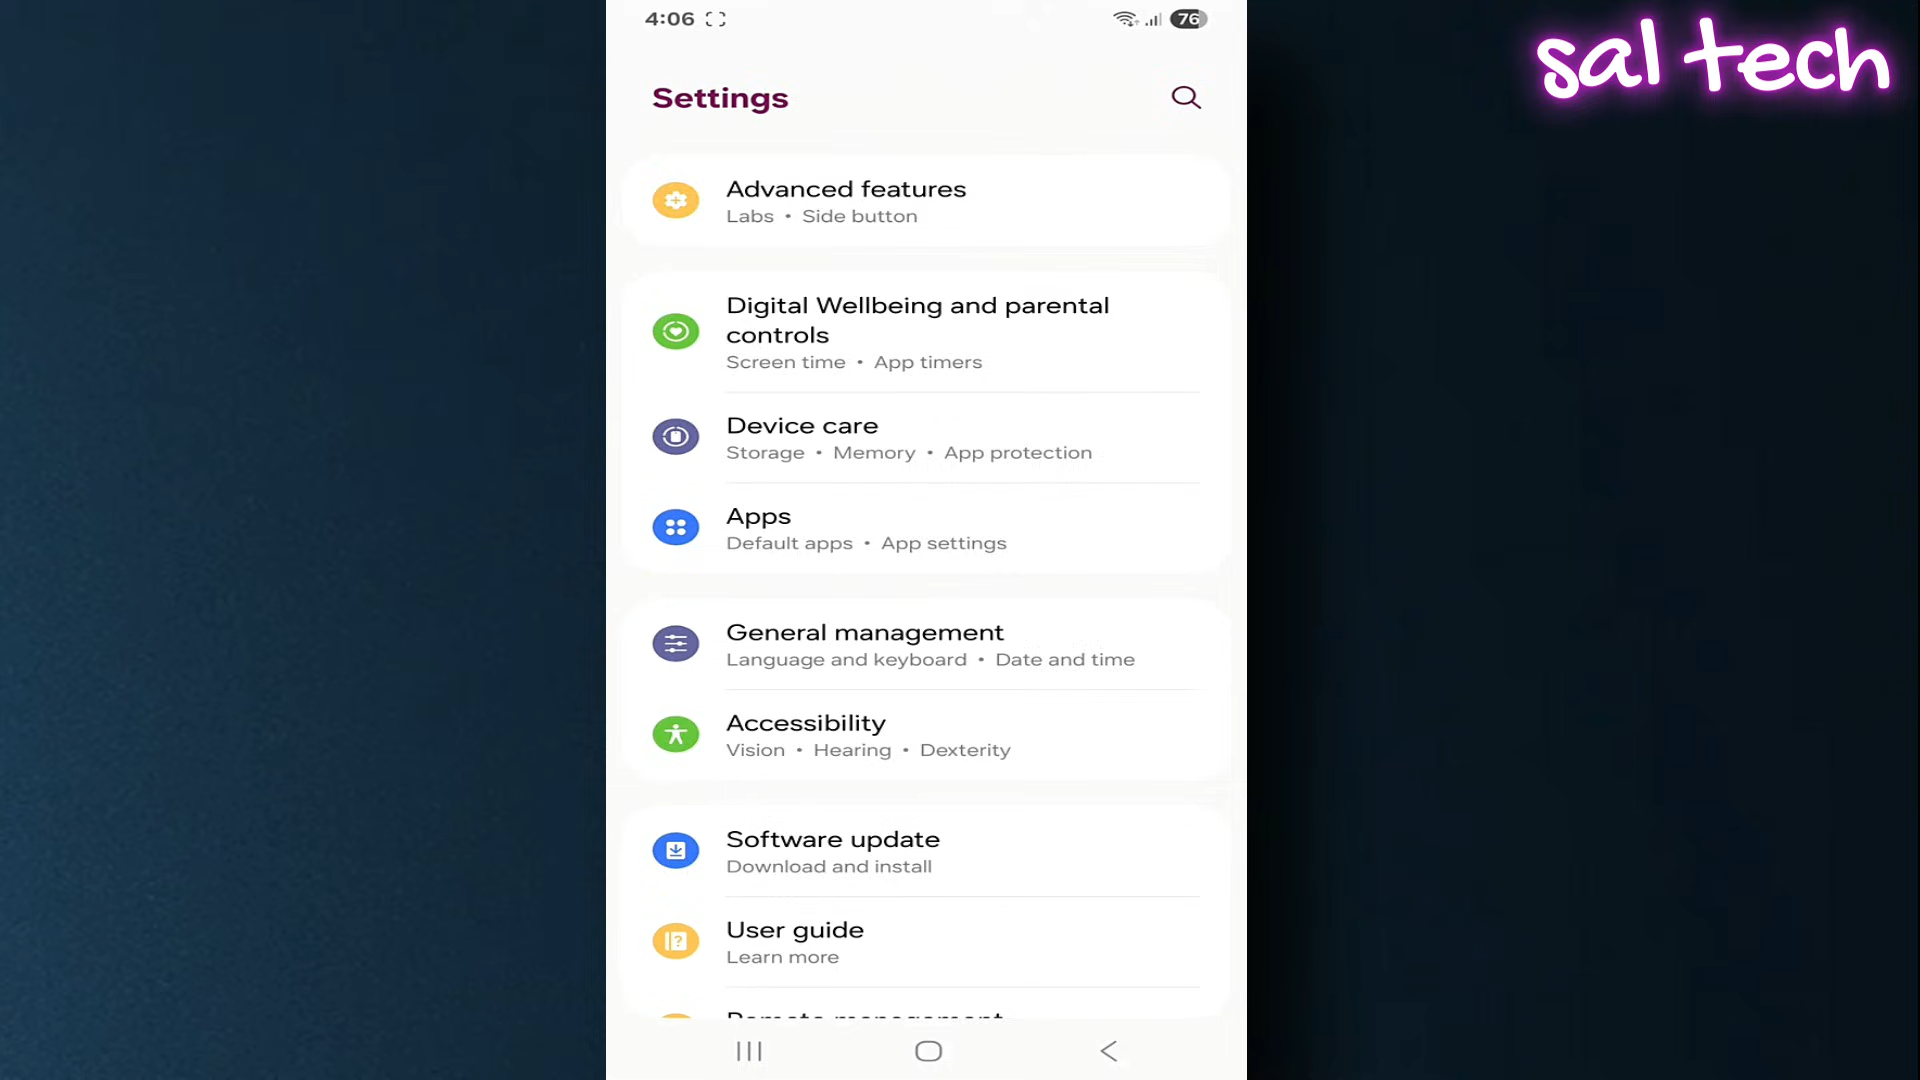 4:06
76
sal tech
Settings
Advanced features
Labs • Side button
Digital Wellbeing and parental
controls
Screen time • App timers
Device care
Storage • Memory • App protection
Apps
Default apps • App settings
General management
Language and keyboard • Date and time
Accessibility
Vision • Hearing • Dexterity
Software update
Download and install
User guide
Learn more
Remote management